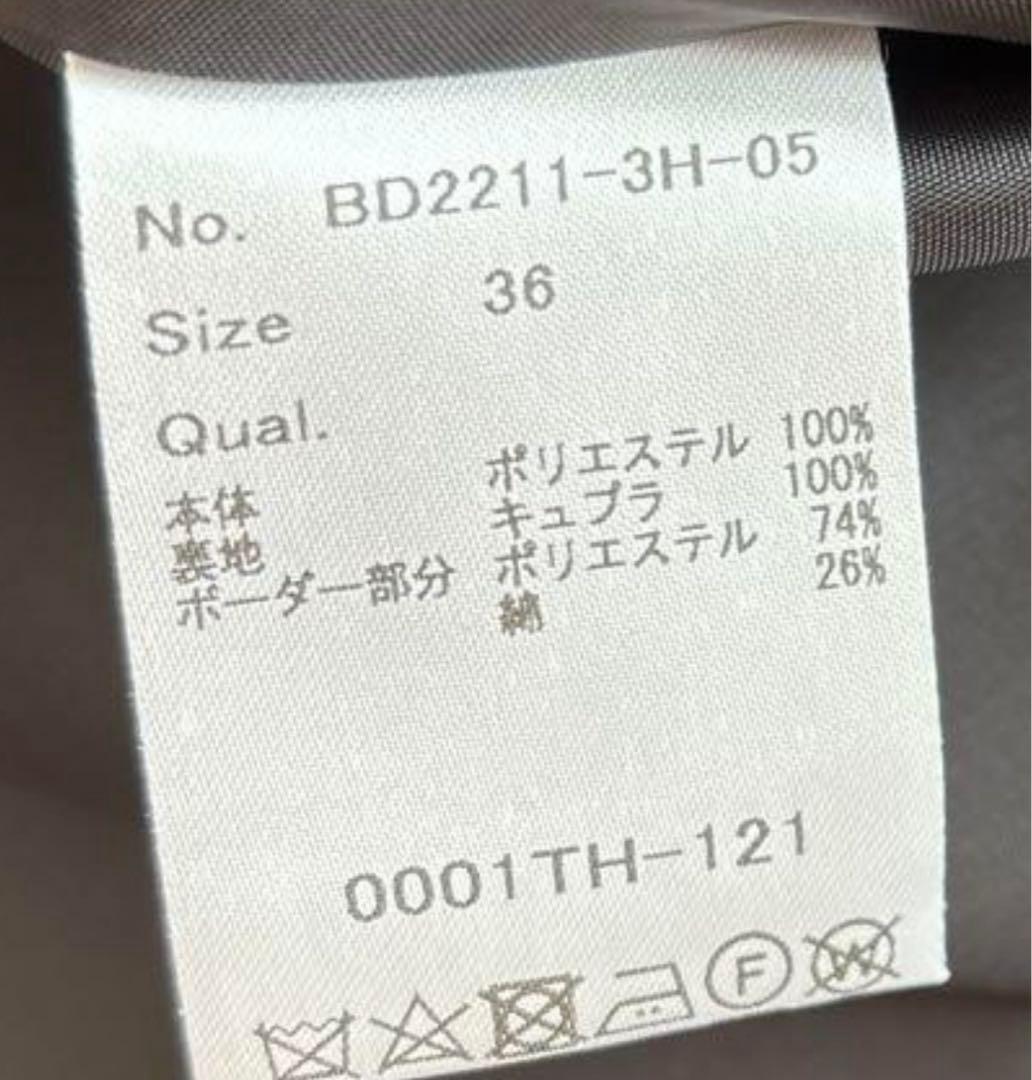 No. BD2211-3H-05
Size 36
Qual.
本体 ポリエステル 100%
裏地 キュプラ 100%
ボーダー部分 ポリエステル 74%
綿 26%
0001TH-121
F
W